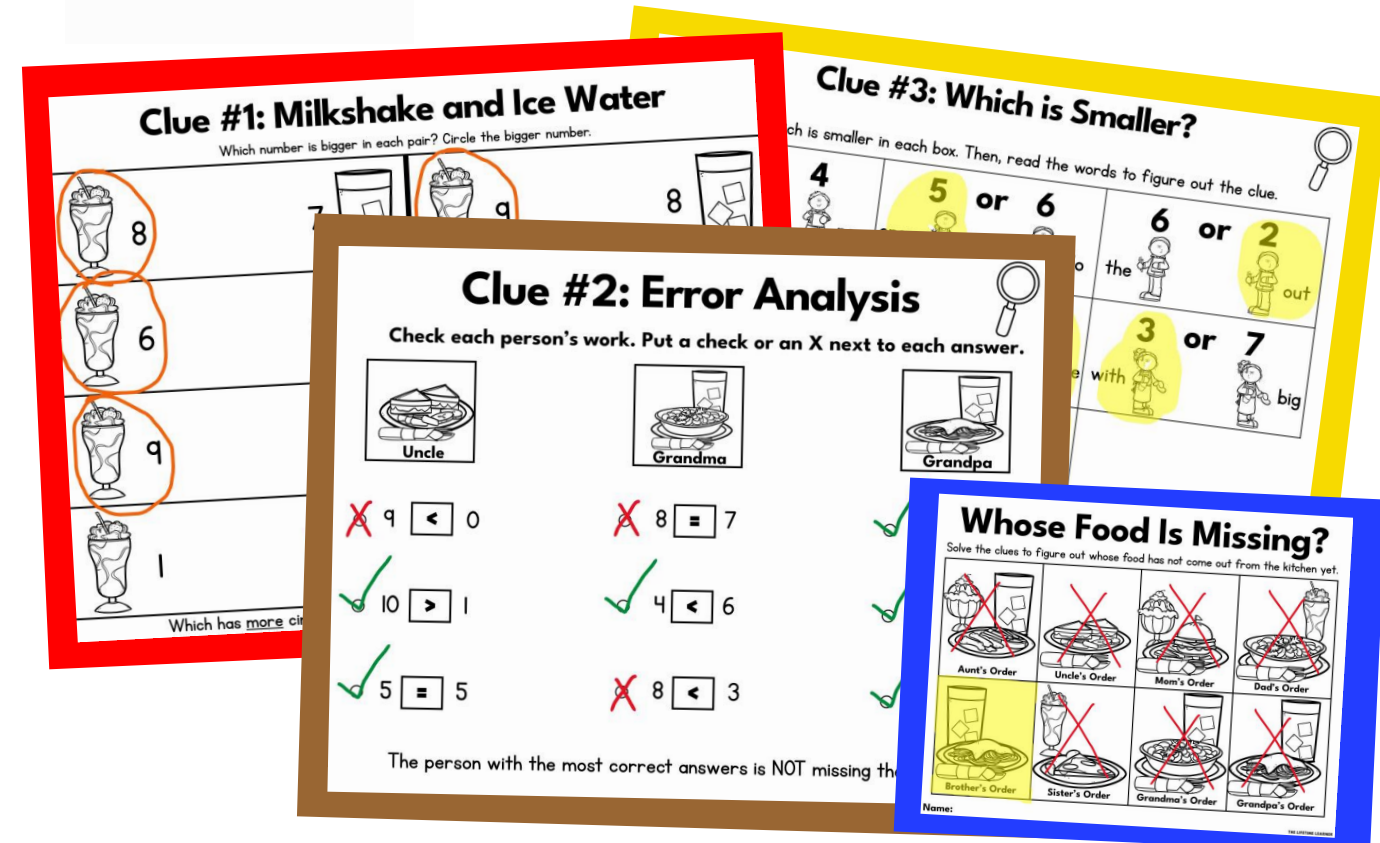 Clue #1: Milkshake and Ice Water
Which number is bigger in each pair? Circle the bigger number.
8 7
9 8
6
9
1
Which has more
Clue #3: Which is Smaller?
is smaller in each box. Then, read the words to figure out the clue.
4
5 or 6
6 or 2
the out
3 or 7
with big
Clue #2: Error Analysis
Check each person's work. Put a check or an X next to each answer.
Uncle Grandma Grandpa
9 < 0 8 = 7
10 > 1 4 < 6
5 = 5 8 < 3
The person with the most correct answers is NOT missing
Whose Food Is Missing?
Solve the clues to figure out whose food has not come out from the kitchen yet.
Aunt's Order Uncle's Order Mom's Order Dad's Order
Brother's Order Sister's Order Grandma's Order Grandpa's Order
Name:
THE LIFETIME LEARNER